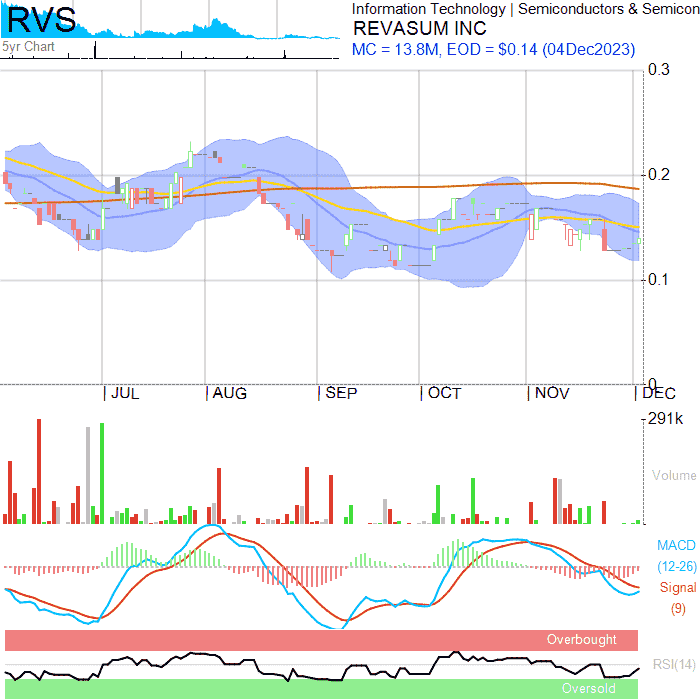 RVS
5yr Chart
Information Technology | Semiconductors & Semicon
REVASUM INC
MC = 13.8M, EOD = $0.14 (04Dec2023)
0.3
0.2
0.1
0
JUL
AUG
SEP
OCT
NOV
DEC
291k
Volume
MACD
(12-26)
Signal
(9)
Overbought
RSI(14)
Oversold